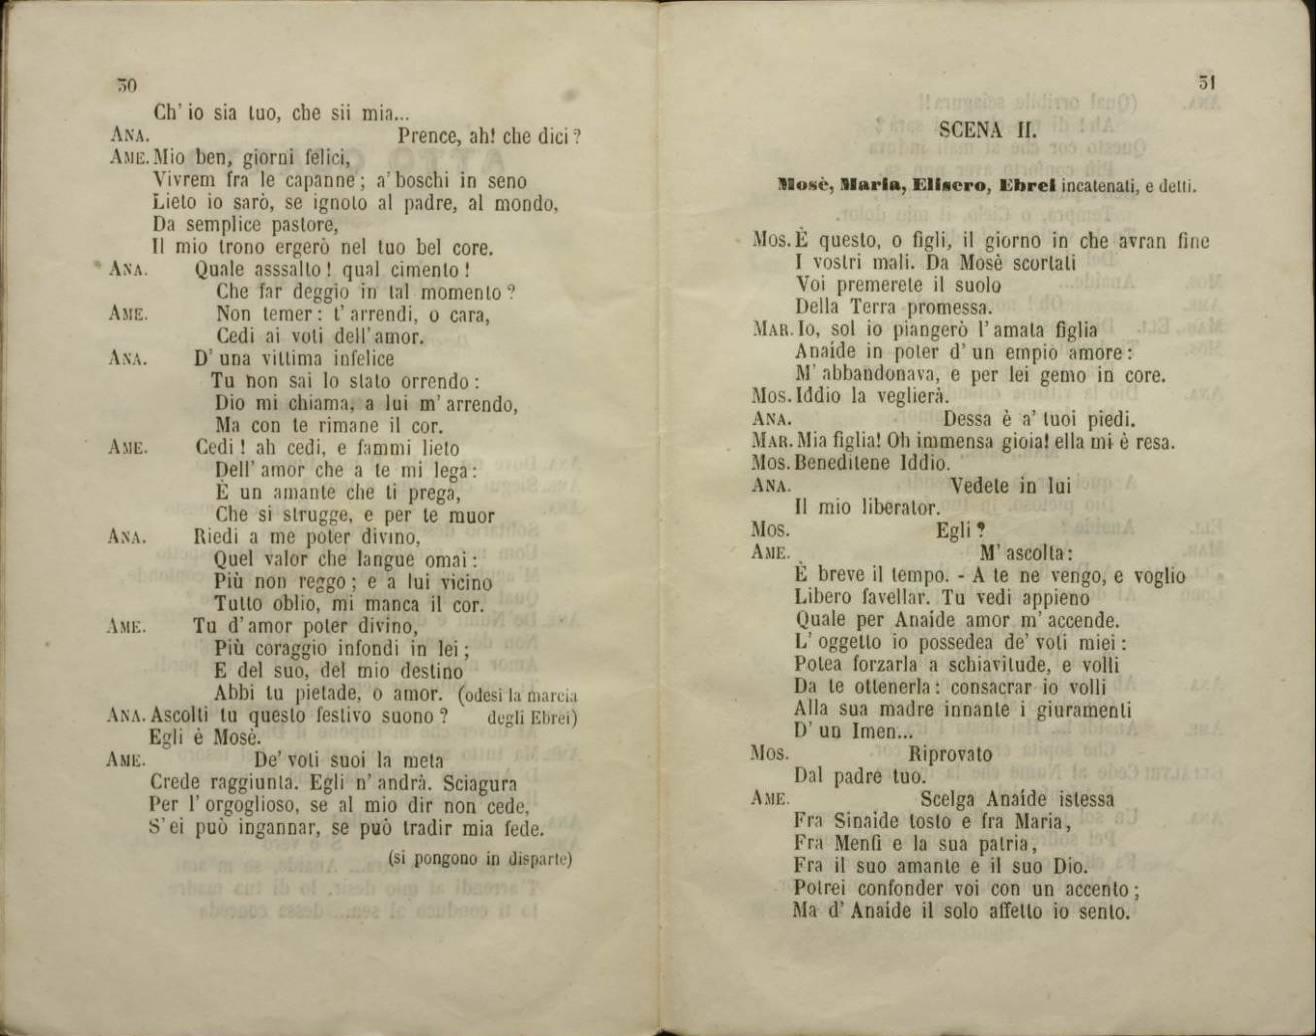 30
Ch' io sia tuo, che sii mia...
ANA. Prence, ah! che dici?
AME. Mio ben, giorni felici,
Vivrem fra le capanne; a' boschi in seno
Lieto io sarò, se ignoto al padre, al mondo,
Da semplice pastore,
Il mio trono ergerò nel tuo bel core.
ANA. Quale asssalto! qual cimento!
Che far deggio in tal momento?
AME. Non temer: t' arrendi, o cara,
Cedi ai voti dell' amor.
ANA. D' una vittima infelice
Tu non sai lo stato orrendo:
Dio mi chiama, a lui m' arrendo,
Ma con te rimane il cor.
AME. Cedi! ah cedi, e fammi lieto
Dell' amor che a te mi lega:
È un amante che ti prega,
Che si strugge, e per te muor
ANA. Riedi a me poter divino,
Quel valor che langue omai:
Più non reggo; e a lui vicino
Tutto oblio, mi manca il cor.
AME. Tu d' amor poter divino,
Più coraggio infondi in lei;
E del suo, del mio destino
Abbi tu pietade, o amor. (odesi la marcia
ANA. Ascolti tu questo festivo suono? degli Ebrei)
Egli è Mosè.
AME. De' voti suoi la meta
Crede raggiunta. Egli n' andrà. Sciagura
Per l' orgoglioso, se al mio dir non cede,
S' ei può ingannar, se può tradir mia fede.
(si pongono in disparte)
31
SCENA II.
Mosè, Maria, Elisero, Ebrei incatenati, e detti.
MOS. È questo, o figli, il giorno in che avran fine
I vostri mali. Da Mosè scortati
Voi premerete il suolo
Della Terra promessa.
MAR. Io, sol io piangerò l' amata figlia
Anaide in poter d' un empio amore:
M' abbandonava, e per lei gemo in core.
MOS. Iddio la veglierà.
ANA. Dessa è a' tuoi piedi.
MAR. Mia figlia! Oh immensa gioia! ella mi è resa.
MOS. Beneditene Iddio.
ANA. Vedete in lui
Il mio liberator.
MOS. Egli?
AME. M' ascolta:
È breve il tempo. - A te ne vengo, e voglio
Libero favellar. Tu vedi appieno
Quale per Anaide amor m' accende.
L' oggetto io possedea de' voti miei:
Potea forzarla a schiavitude, e volli
Da te ottenerla: consacrar io volli
Alla sua madre innante i giuramenti
D' un Imen...
MOS. Riprovato
Dal padre tuo.
AME. Scelga Anaide istessa
Fra Sinaide tosto e fra Maria,
Fra Menfi e la sua patria,
Fra il suo amante e il suo Dio.
Potrei confonder voi con un accento;
Ma d' Anaide il solo affetto io sento.